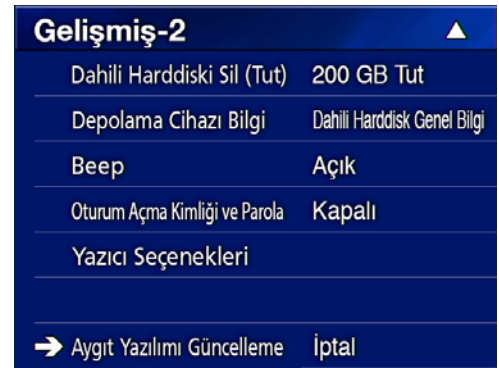 Gelişmiş-2
Dahili Harddiski Sil (Tut) 200 GB Tut
Depolama Cihazı Bilgi Dahili Harddisk Genel Bilgi
Beep Açık
Oturum Açma Kimliği ve Parola Kapalı
Yazıcı Seçenekleri
Aygıt Yazılımı Güncelleme İptal